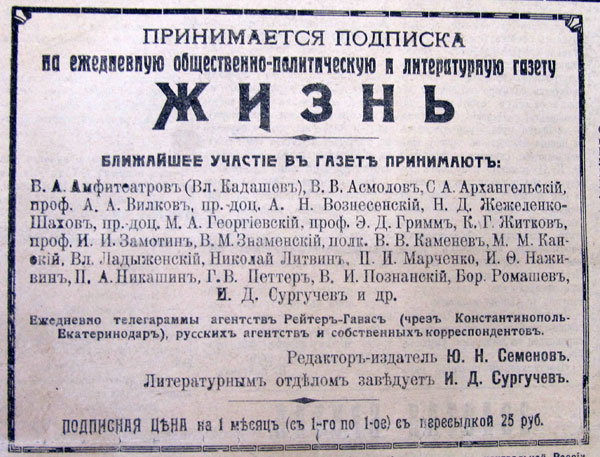 ПРИНИМАЕТСЯ ПОДПИСКА
на ежедневную общественно-политическую и литературную газету
ЖИЗНЬ
БЛИЖАЙШЕЕ УЧАСТІЕ ВЪ ГАЗЕТѢ ПРИНИМАЮТЪ:
В. А. Амфитеатровъ (Вл. Кадашевъ), В. В. Асмоловъ, С А. Архангельскій,
проф. А. А. Вилковъ, пр.-доц. А. Н. Вознесенскій, Н. Д. Жежеленко-
Шаховъ, пр.-доц. М. А. Георгіевскій, проф. Э. Д. Гриммъ, К. Г. Житковъ,
проф. И. И. Замотинъ, В. М. Знаменскій, полк. В. В. Каменевъ, М. М. Кан-
скій, Вл. Ладыженскій, Николай Литвинъ, П. И. Марченко, И. Ѳ. Нажи-
винъ, П. А. Никашинъ, Г. В. Петтеръ, В. И. Познанскій, Бор. Ромашевъ,
И. Д. Сургучевъ и др.
Ежедневно телеграммы агентствъ Рейтеръ-Гавасъ (чрезъ Константинополь-
Екатеринодаръ), русскихъ агентствъ и собственныхъ корреспондентовъ.
Редакторъ-издатель Ю. Н. Семеновъ.
Литературнымъ отдѣломъ завѣдуетъ И. Д. Сургучевъ.
ПОДПИСНАЯ ЦѢНА на 1 мѣсяцъ (съ 1-го по 1-ое) съ пересылкой 25 руб.